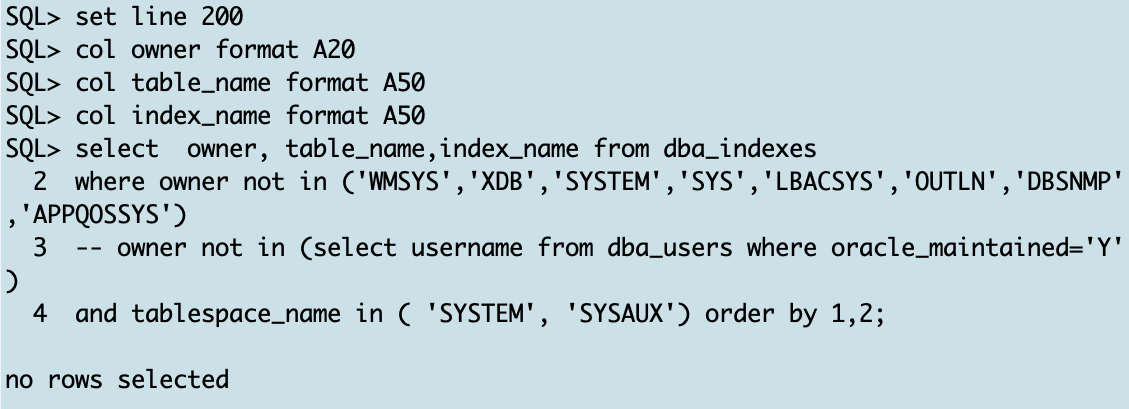 SQL> set line 200
SQL> col owner format A20
SQL> col table_name format A50
SQL> col index_name format A50
SQL> select  owner, table_name,index_name from dba_indexes
  2  where owner not in ('WMSYS','XDB','SYSTEM','SYS','LBACSYS','OUTLN','DBSNMP'
,'APPQOSSYS')
  3  -- owner not in (select username from dba_users where oracle_maintained='Y'
)
  4  and tablespace_name in ( 'SYSTEM', 'SYSAUX') order by 1,2;

no rows selected